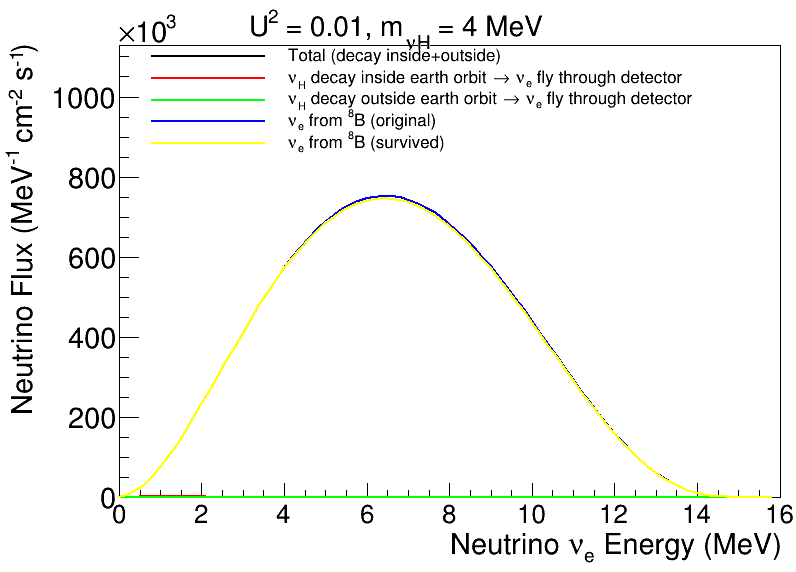 ×10³ U² = 0.01, m_νH = 4 MeV
Total (decay inside+outside)
ν_H decay inside earth orbit → ν_e fly through detector
ν_H decay outside earth orbit → ν_e fly through detector
ν_e from ⁸B (original)
ν_e from ⁸B (survived)
Neutrino Flux (MeV⁻¹ cm⁻² s⁻¹)
1000
800
600
400
200
0
0 2 4 6 8 10 12 14 16
Neutrino ν_e Energy (MeV)